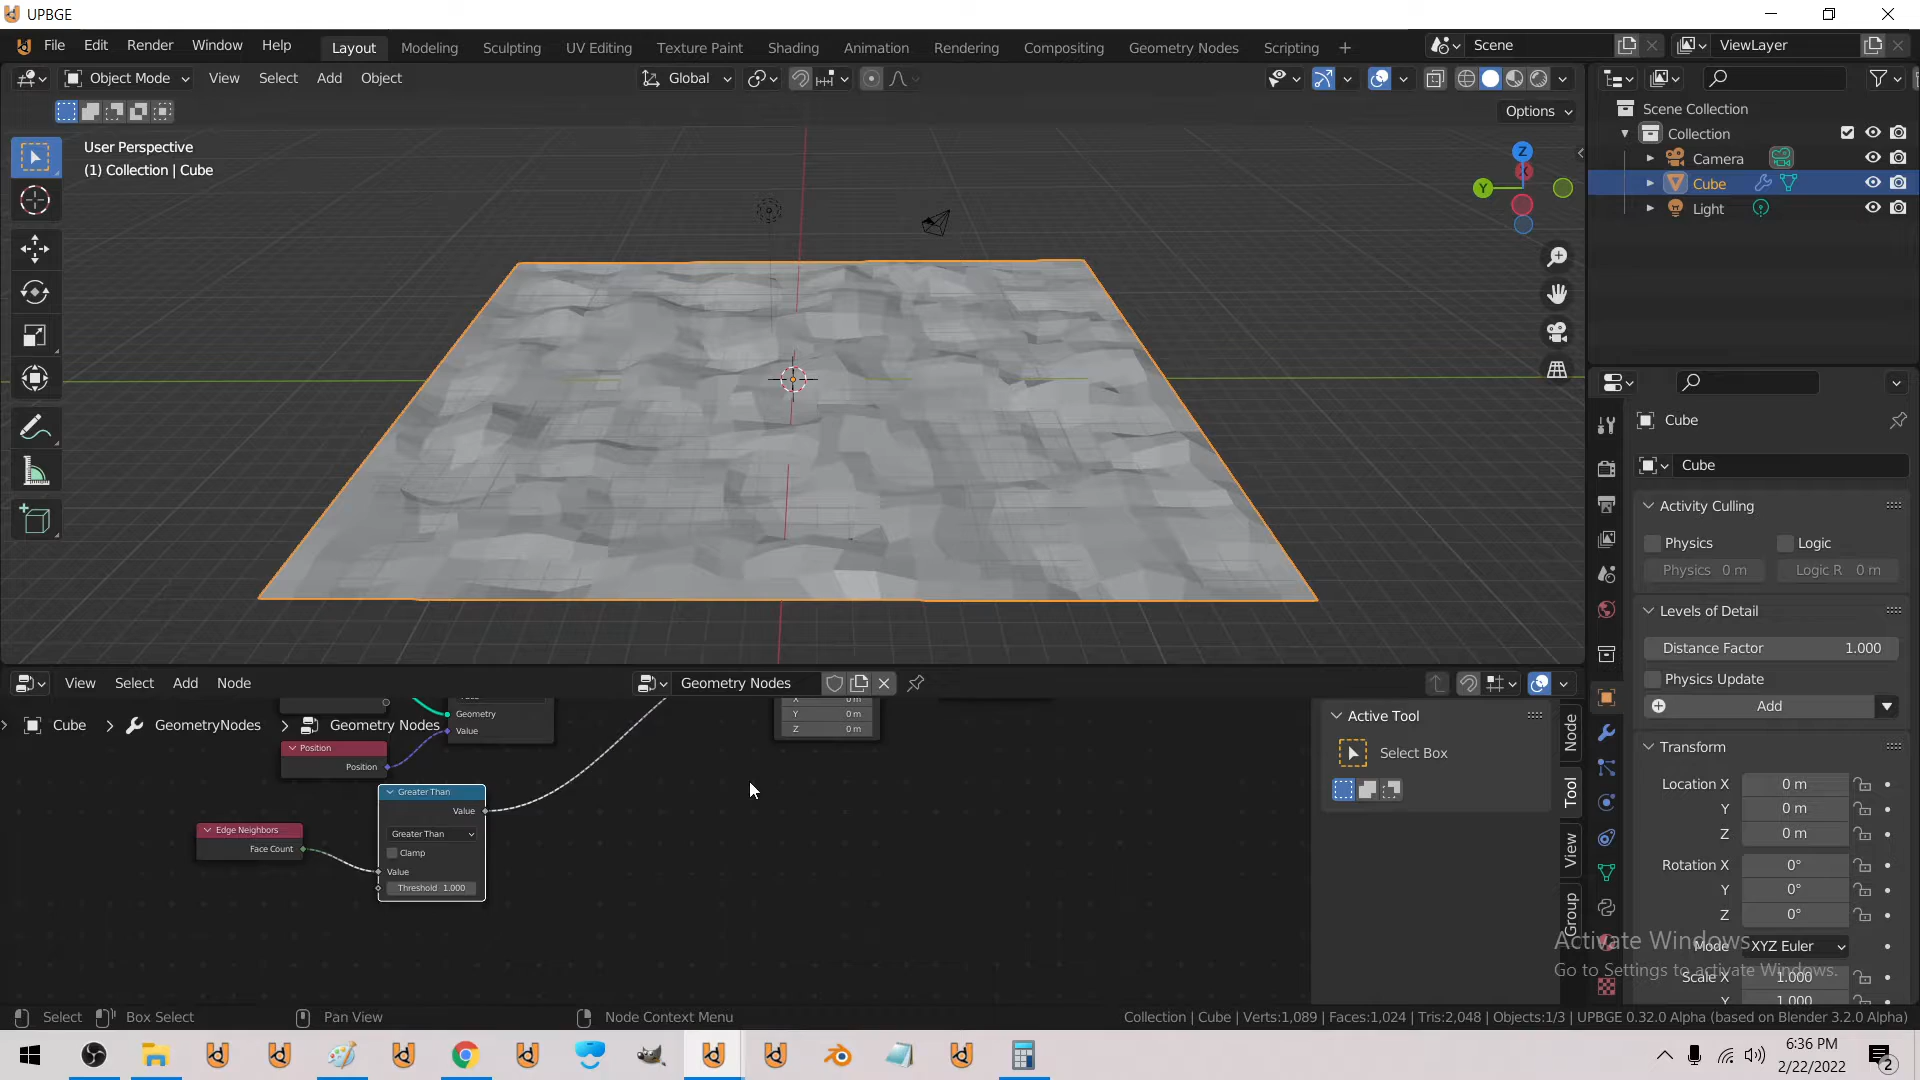 UPBGE
File Edit Render Window Help
Layout Modeling Sculpting UV Editing Texture Paint Shading Animation Rendering Compositing Geometry Nodes Scripting +
Scene
ViewLayer
Object Mode View Select Add Object
Global
Options
User Perspective
(1) Collection | Cube
Z
X
Y
Scene Collection
Collection
Camera
Cube
Light
Cube
Cube
Activity Culling
Physics
Logic
Physics 0 m
Logic R 0 m
Levels of Detail
Distance Factor 1.000
Physics Update
Add
Transform
Location X 0 m
Y 0 m
Z 0 m
Rotation X 0°
Y 0°
Z 0°
Mode XYZ Euler
Scale X 1.000
Y 1.000
View Select Add Node
Geometry Nodes
Cube > GeometryNodes > Geometry Nodes
Geometry
Value
Position
Position
X 0 m
Y 0 m
Z 0 m
Greater Than
Value
Greater Than
Clamp
Value
Threshold 1.000
Edge Neighbors
Face Count
Active Tool
Select Box
Node
Tool
View
Group
Activate Windows
Go to Settings to activate Windows.
Select
Box Select
Pan View
Node Context Menu
Collection | Cube | Verts:1,089 | Faces:1,024 | Tris:2,048 | Objects:1/3 | UPBGE 0.32.0 Alpha (based on Blender 3.2.0 Alpha)
6:36 PM
2/22/2022
2